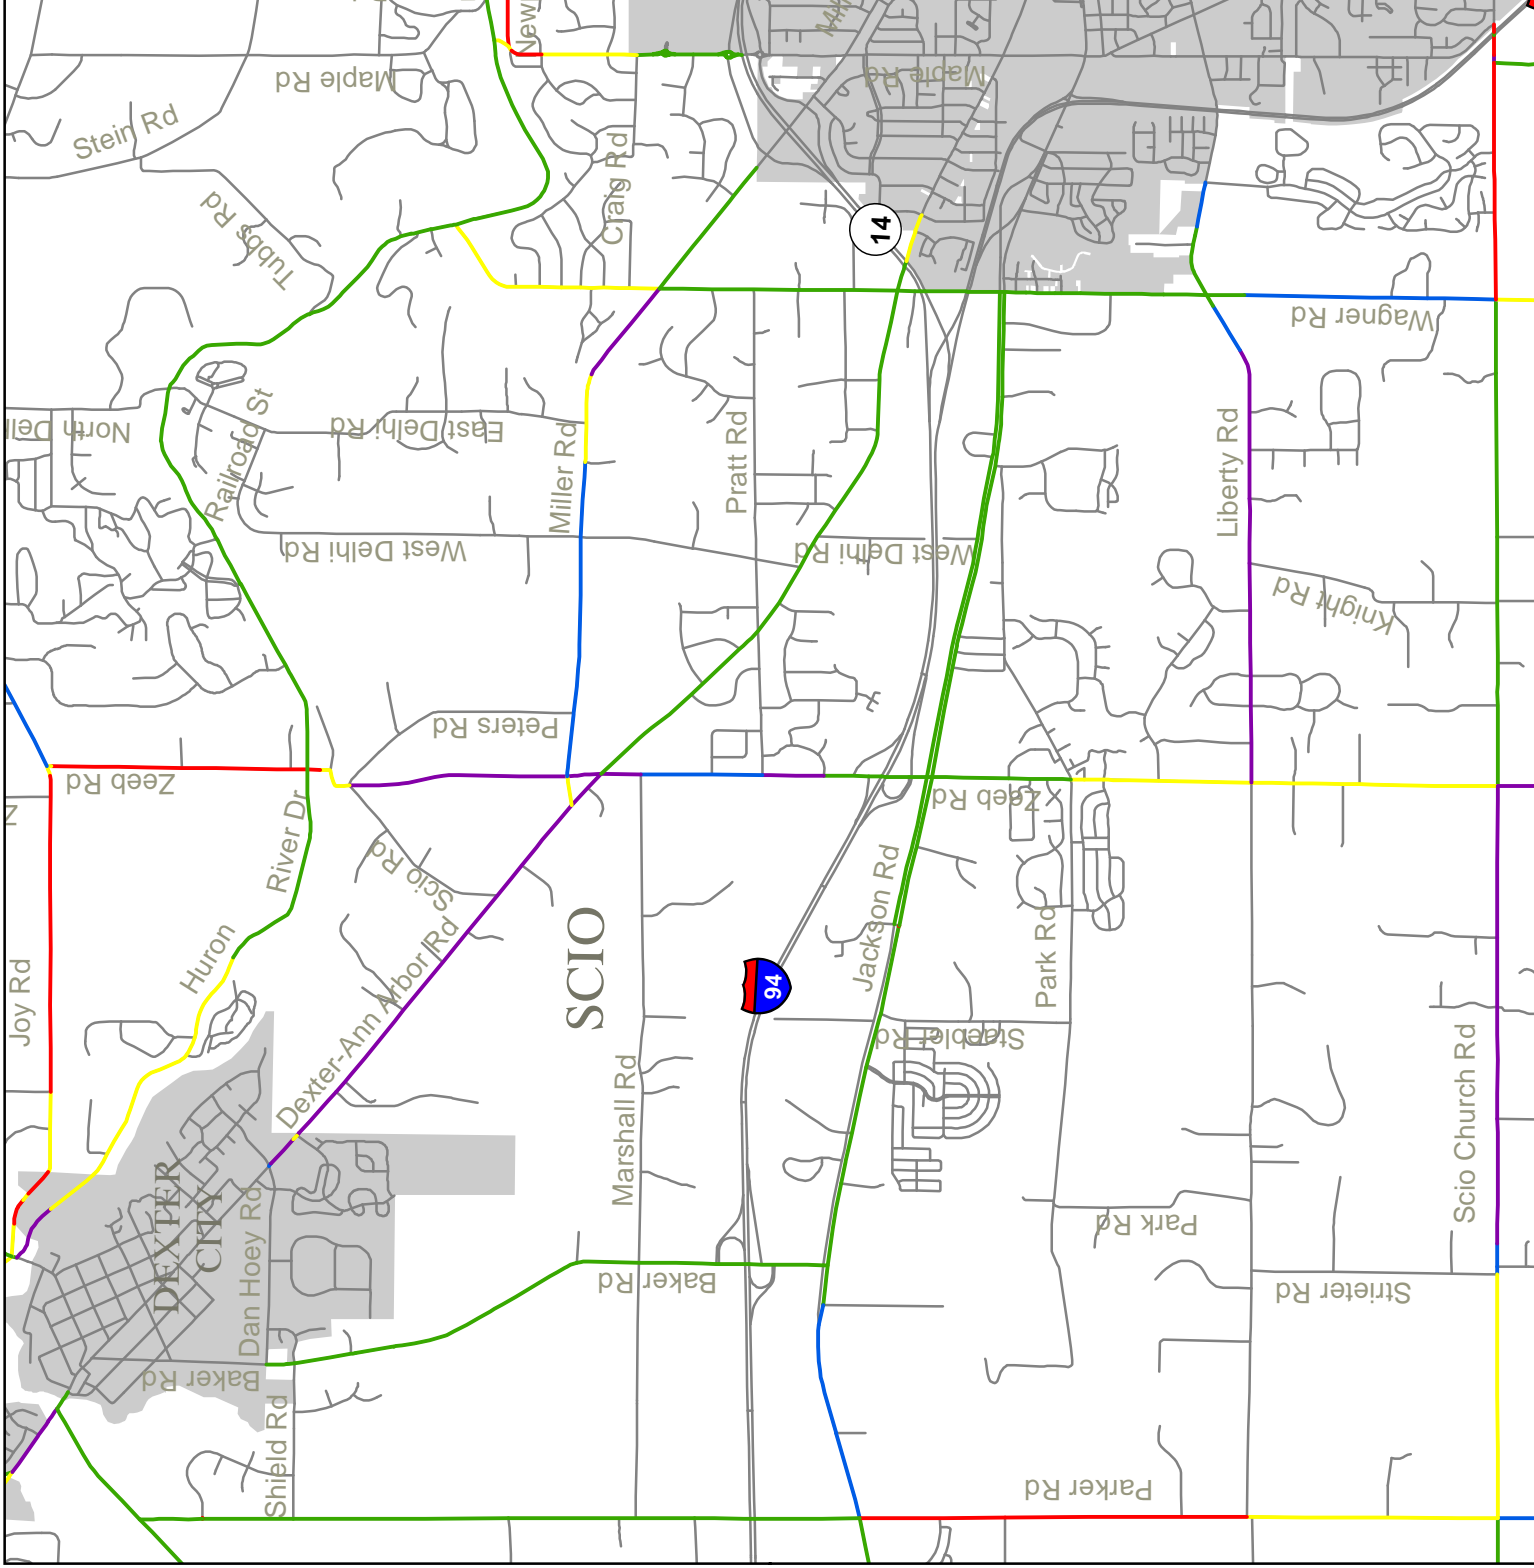 Maple Rd
Maple Rd
Stein Rd
Craig Rd
Tubbs Rd
14
Wagner Rd
North Delhi
Railroad St
East Delhi Rd
Miller Rd
Pratt Rd
Liberty Rd
West Delhi Rd
West Delhi Rd
Knight Rd
Peters Rd
Zeeb Rd
Zeeb Rd
Z
River Dr
Huron
Scio Rd
Jackson Rd
Park Rd
Joy Rd
Dexter-Ann Arbor Rd
SCIO
94
Staebler Rd
Marshall Rd
Scio Church Rd
DEXTER
CITY
Dan Hoey Rd
Park Rd
Baker Rd
Strieter Rd
Baker Rd
Shield Rd
Parker Rd